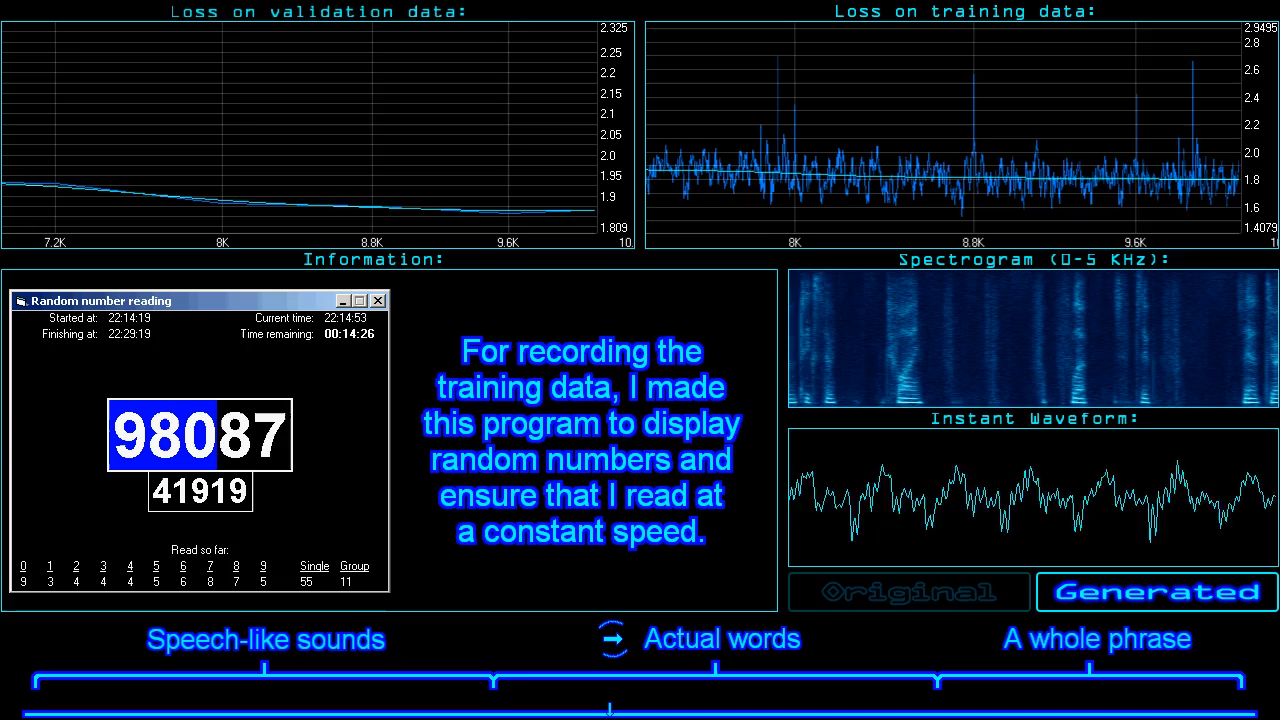 Loss on validation data:
2.325
2.25
2.2
2.15
2.1
2.05
2.0
1.95
1.9
1.809
7.2K 8K 8.8K 9.6K 10.
Loss on training data:
2.9495
2.8
2.6
2.4
2.2
2.0
1.8
1.6
1.4079
8K 8.8K 9.6K 1
Information:
Random number reading
Started at: 22:14:19 Current time: 22:14:53
Finishing at: 22:29:19 Time remaining: 00:14:26
98087
41919
Read so far:
0 1 2 3 4 5 6 7 8 9 Single Group
9 3 4 4 4 5 6 8 7 5 55 11
For recording the
training data, I made
this program to display
random numbers and
ensure that I read at
a constant speed.
Spectrogram (0-5 KHz):
Instant Waveform:
Original Generated
Speech-like sounds → Actual words A whole phrase